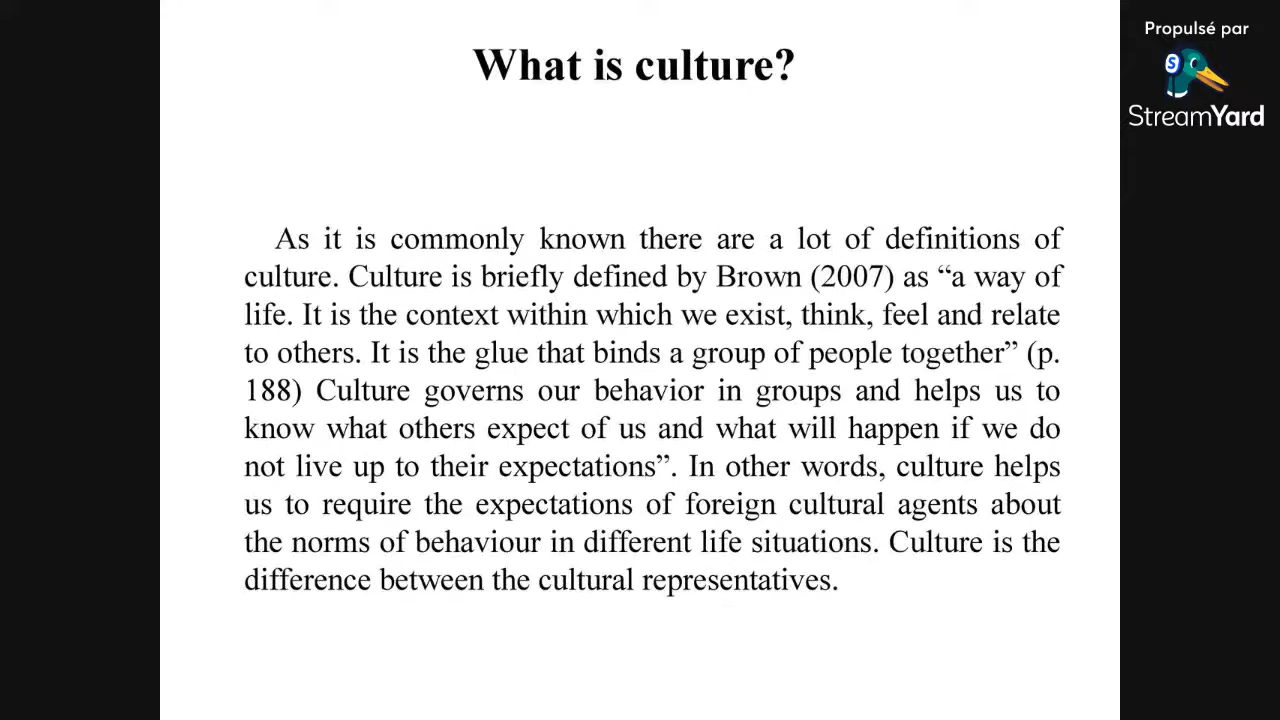 What is culture?
Propulsé par
S
StreamYard
As it is commonly known there are a lot of definitions of
culture. Culture is briefly defined by Brown (2007) as “a way of
life. It is the context within which we exist, think, feel and relate
to others. It is the glue that binds a group of people together” (p.
188) Culture governs our behavior in groups and helps us to
know what others expect of us and what will happen if we do
not live up to their expectations”. In other words, culture helps
us to require the expectations of foreign cultural agents about
the norms of behaviour in different life situations. Culture is the
difference between the cultural representatives.